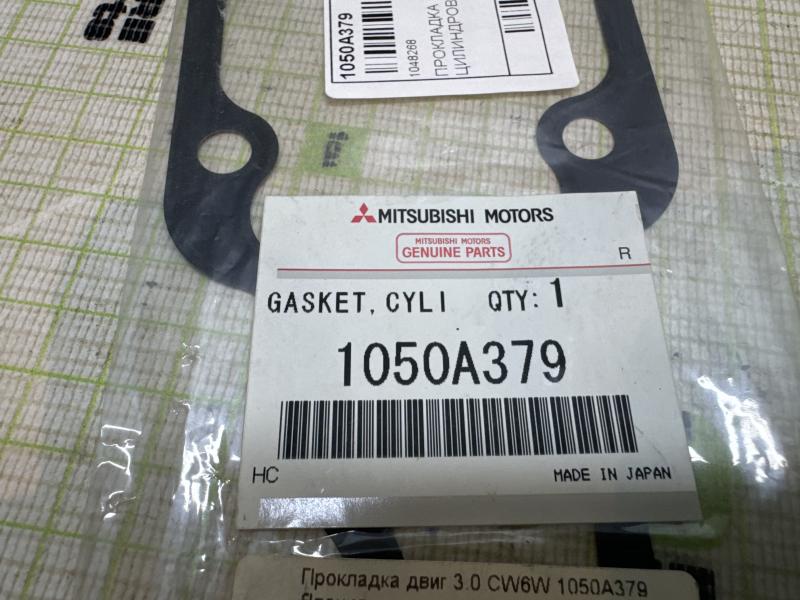 1050A379
1048268
ПРОКЛАДКА
ЦИЛИНДРОВ
MITSUBISHI MOTORS
MITSUBISHI MOTORS
GENUINE PARTS
R
GASKET, CYLI QTY: 1
1050A379
HC MADE IN JAPAN
Прокладка двиг 3.0 CW6W 1050A379